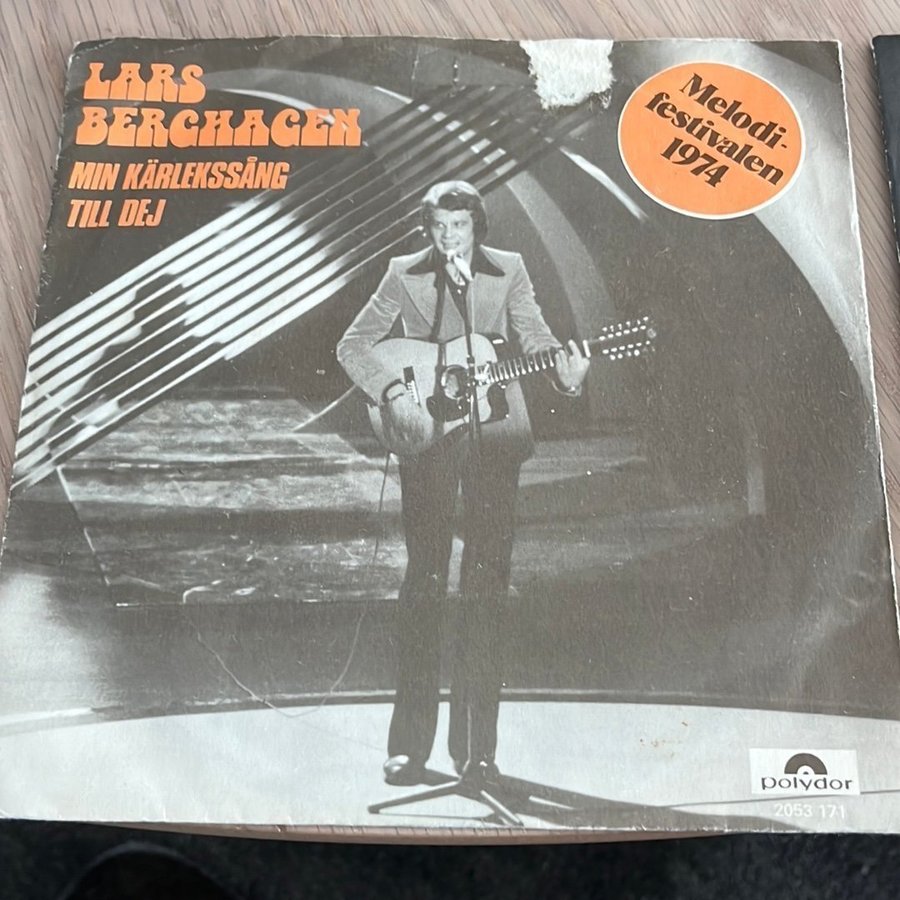 LARS
BERGHAGEN
MIN KÄRLEKSSÅNG
TILL DEJ
Melodi-
festivalen
1974
polydor
2053 171